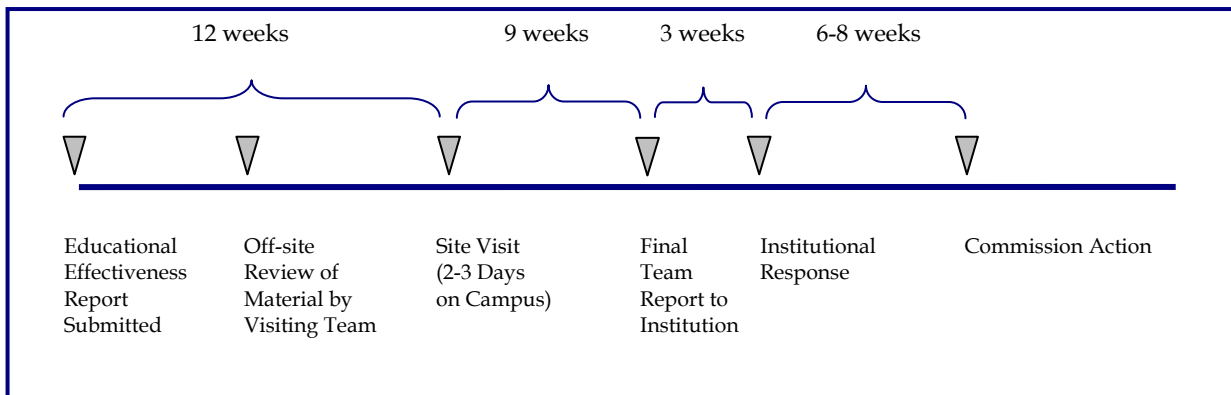 12 weeks
9 weeks
3 weeks
6-8 weeks
Educational
Effectiveness
Report
Submitted
Off-site
Review of
Material by
Visiting Team
Site Visit
(2-3 Days
on Campus)
Final
Team
Report to
Institution
Institutional
Response
Commission Action